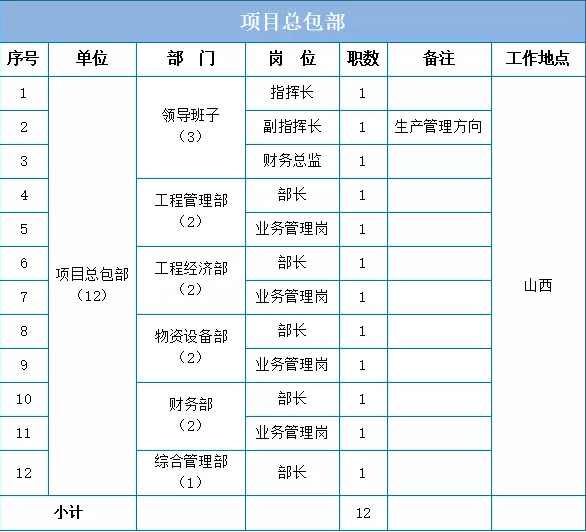 项目总包部
序号 单位 部 门 岗 位 职数 备注 工作地点
1 项目总包部（12） 领导班子（3） 指挥长 1 山西
2 副指挥长 1 生产管理方向
3 财务总监 1
4 工程管理部（2） 部长 1
5 业务管理岗 1
6 工程经济部（2） 部长 1
7 业务管理岗 1
8 物资设备部（2） 部长 1
9 业务管理岗 1
10 财务部（2） 部长 1
11 业务管理岗 1
12 综合管理部（1） 部长 1
小计 12